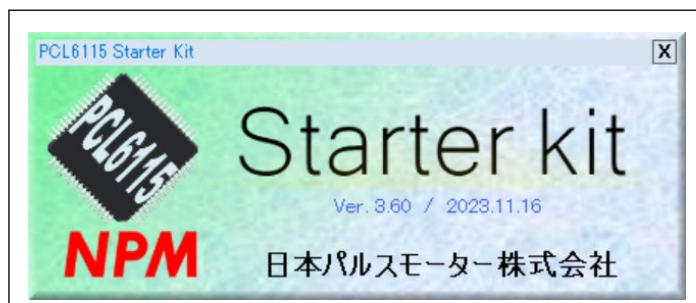 PCL6115 Starter Kit
X
PCL6115
Starter kit
Ver. 3.60 / 2023.11.16
NPM
日本パルスモーター株式会社